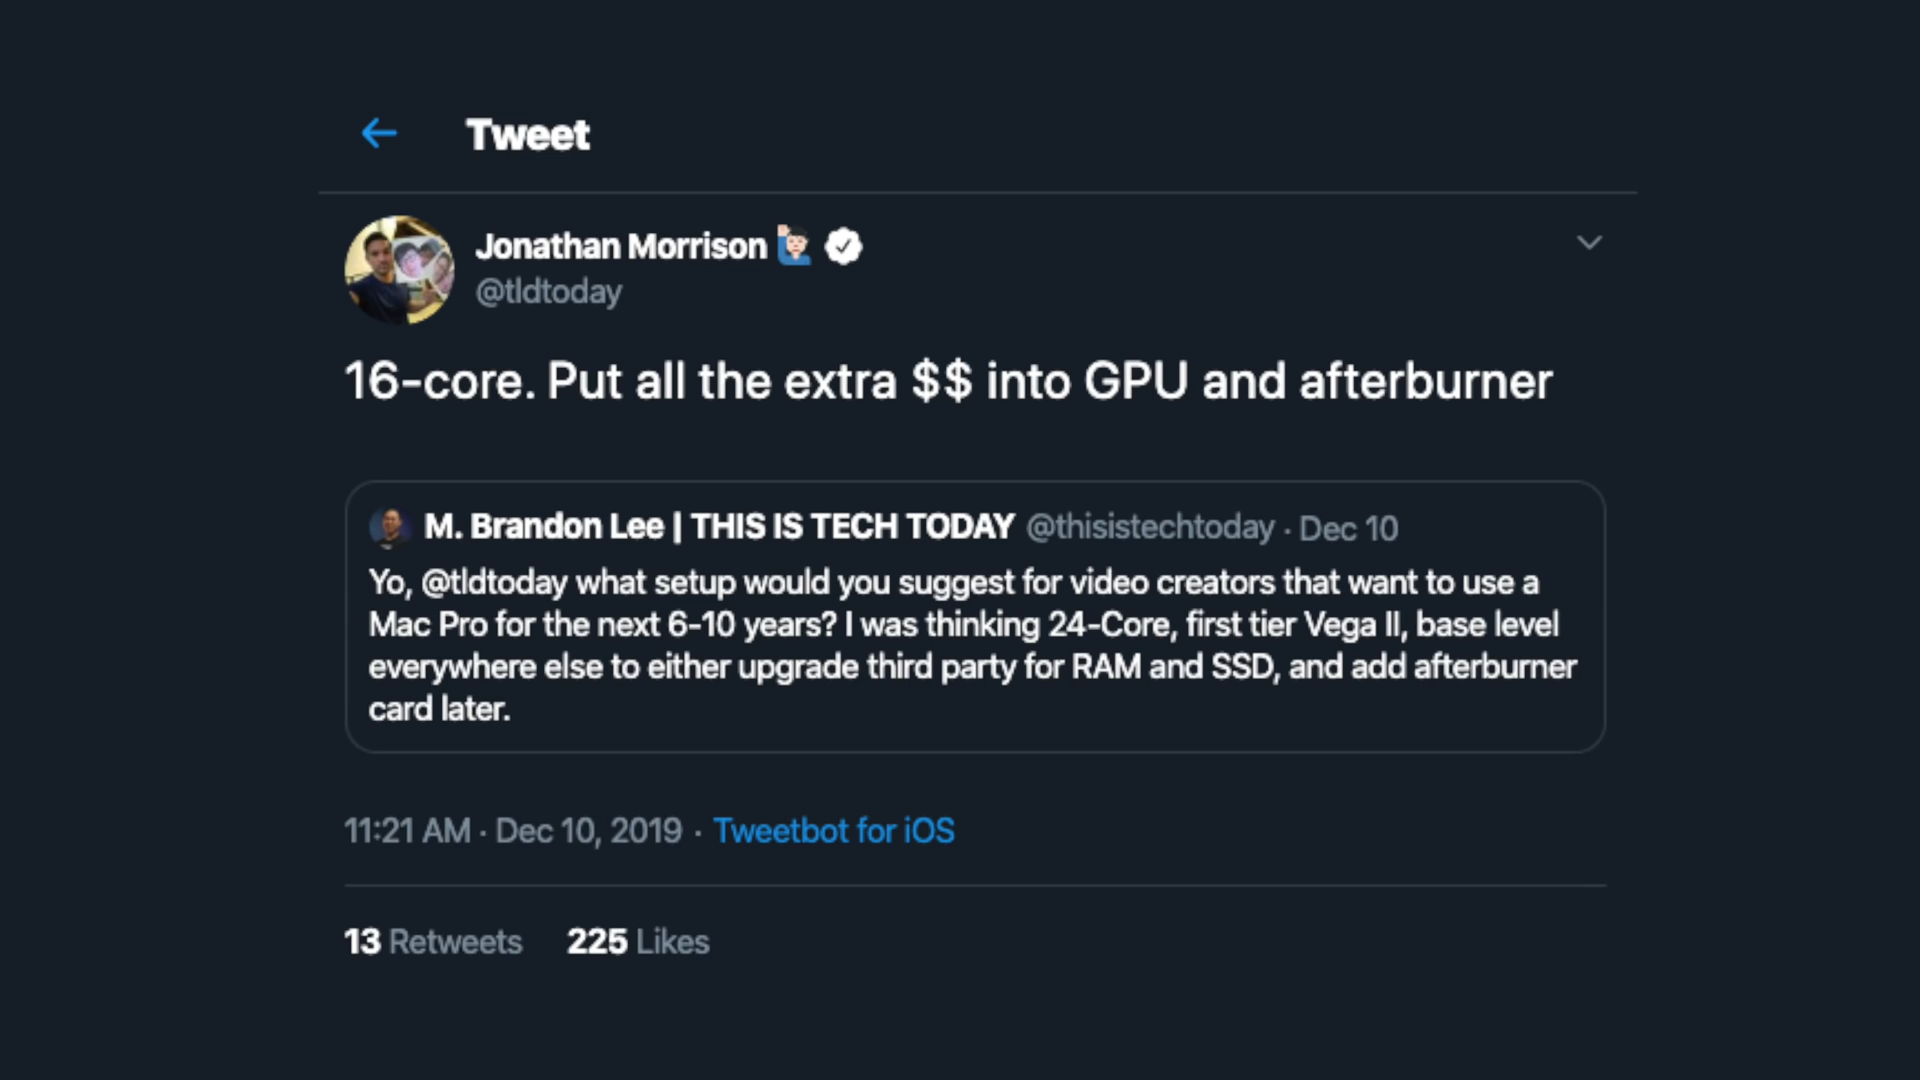 Tweet
Jonathan Morrison 🙋🏻‍♂️
@tldtoday
16-core. Put all the extra $$ into GPU and afterburner
M. Brandon Lee | THIS IS TECH TODAY @thisistechtoday · Dec 10
Yo, @tldtoday what setup would you suggest for video creators that want to use a
Mac Pro for the next 6-10 years? I was thinking 24-Core, first tier Vega II, base level
everywhere else to either upgrade third party for RAM and SSD, and add afterburner
card later.
11:21 AM · Dec 10, 2019 · Tweetbot for iOS
13 Retweets 225 Likes